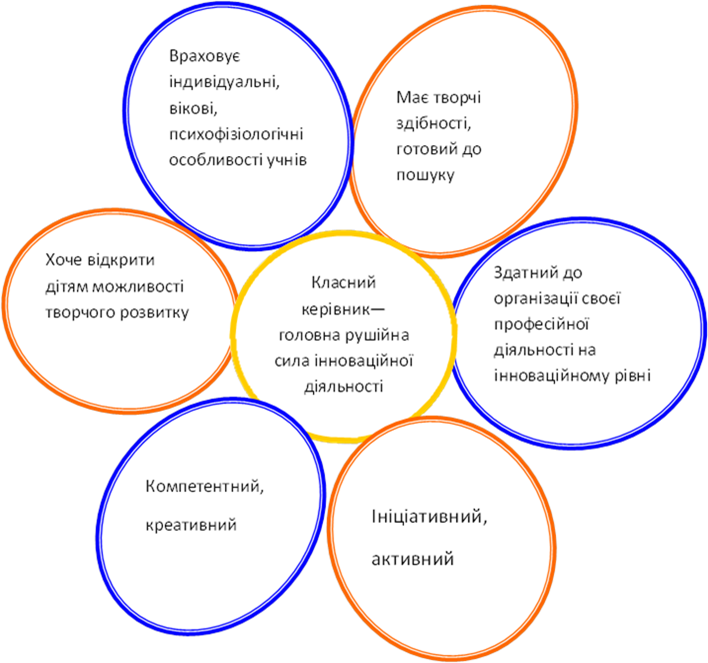 Враховує
індивідуальні,
вікові,
психофізіологічні
особливості учнів
Має творчі
здібності,
готовий до
пошуку
Хоче відкрити
дітям можливості
творчого розвитку
Класний
керівник—
головна рушійна
сила інноваційної
діяльності
Здатний до
організації своєї
професійної
діяльності на
інноваційному рівні
Компетентний,
креативний
Ініціативний,
активний